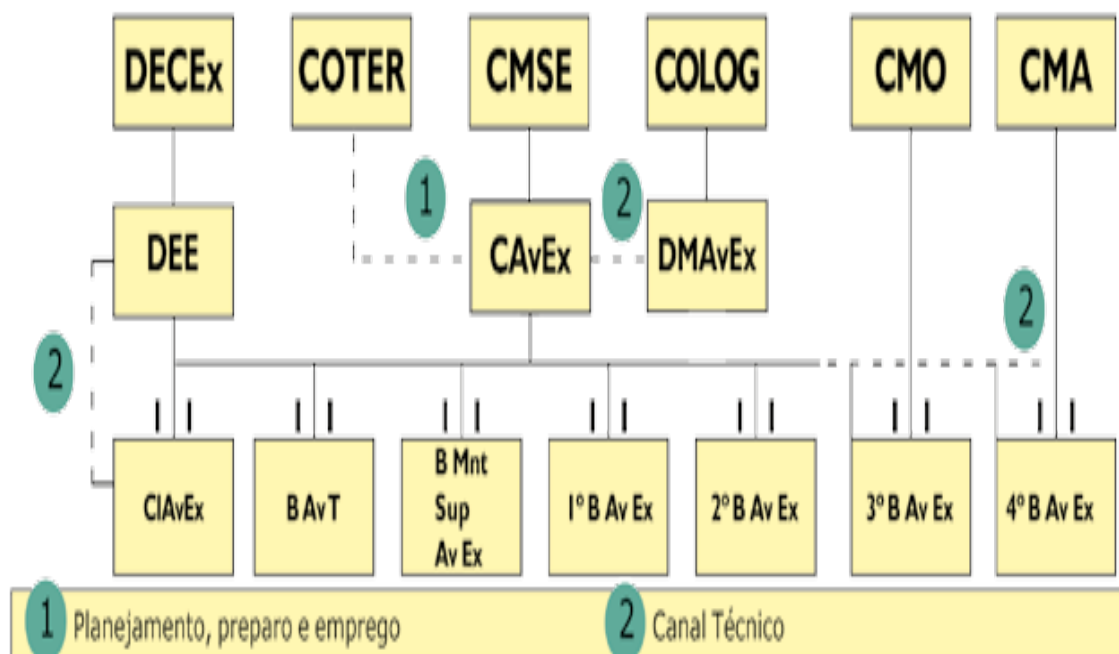 DECEx
COTER
CMSE
COLOG
CMO
CMA
1
2
DEE
CAvEx
DMAvEx
2
2
I I
I I
I I
I I
I I
I I
I I
CIAvEx
B Av T
B Mnt
Sup
Av Ex
1º B Av Ex
2º B Av Ex
3º B Av Ex
4º B Av Ex
1 Planejamento, preparo e emprego
2 Canal Técnico